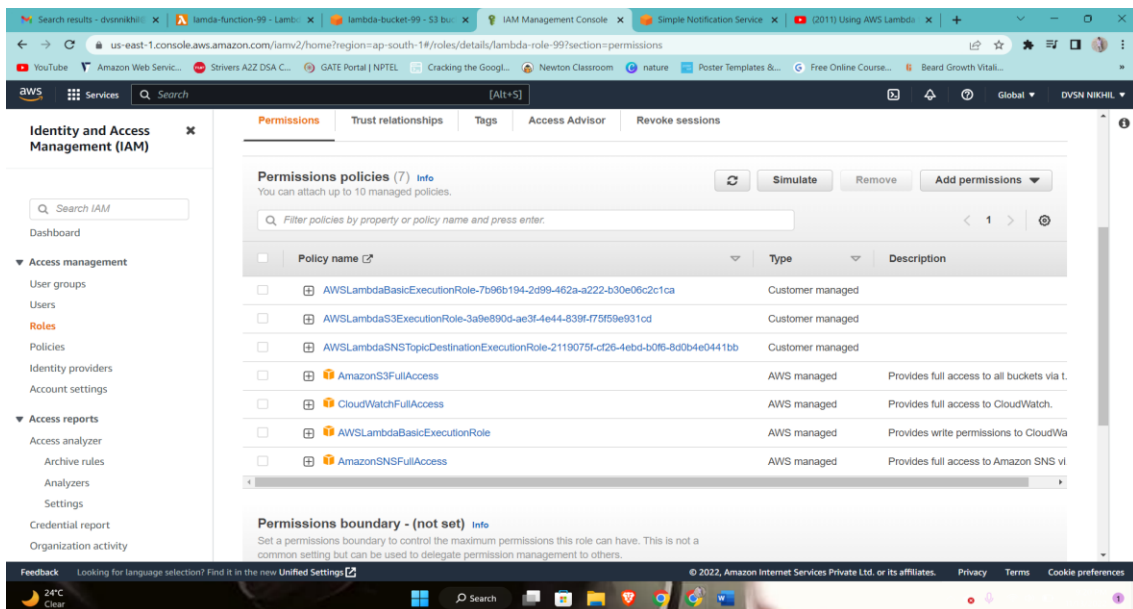 Search results - dvsnnikhil@
lamda-function-99 - Lambd
lambda-bucket-99 - S3 buc
IAM Management Console
Simple Notification Service
(2011) Using AWS Lambda
us-east-1.console.aws.amazon.com/iamv2/home?region=ap-south-1#/roles/details/lambda-role-99?section=permissions
YouTube
Amazon Web Servic...
Strivers A2Z DSA C...
GATE Portal | NPTEL
Cracking the Googl...
Newton Classroom
nature
Poster Templates &...
Free Online Course...
Beard Growth Vitali...
aws
Services
Search
[Alt+S]
Global
DVSN NIKHIL
Identity and Access
Management (IAM)
Search IAM
Dashboard
Access management
User groups
Users
Roles
Policies
Identity providers
Account settings
Access reports
Access analyzer
Archive rules
Analyzers
Settings
Credential report
Organization activity
Permissions
Trust relationships
Tags
Access Advisor
Revoke sessions
Permissions policies (7) Info
You can attach up to 10 managed policies.
Simulate
Remove
Add permissions
Filter policies by property or policy name and press enter.
1
Policy name
Type
Description
AWSLambdaBasicExecutionRole-7b96b194-2d99-462a-a222-b30e06c2c1ca Customer managed
AWSLambdaS3ExecutionRole-3a9e890d-ae3f-4e44-839f-f75f59e931cd Customer managed
AWSLambdaSNSTopicDestinationExecutionRole-2119075f-cf26-4ebd-b0f6-8d0b4e0441bb Customer managed
AmazonS3FullAccess AWS managed Provides full access to all buckets via t.
CloudWatchFullAccess AWS managed Provides full access to CloudWatch.
AWSLambdaBasicExecutionRole AWS managed Provides write permissions to CloudWa
AmazonSNSFullAccess AWS managed Provides full access to Amazon SNS vi
Permissions boundary - (not set) Info
Set a permissions boundary to control the maximum permissions this role can have. This is not a
common setting but can be used to delegate permission management to others.
Feedback
Looking for language selection? Find it in the new Unified Settings
© 2022, Amazon Internet Services Private Ltd. or its affiliates.
Privacy
Terms
Cookie preferences
24°C
Clear
Search
1